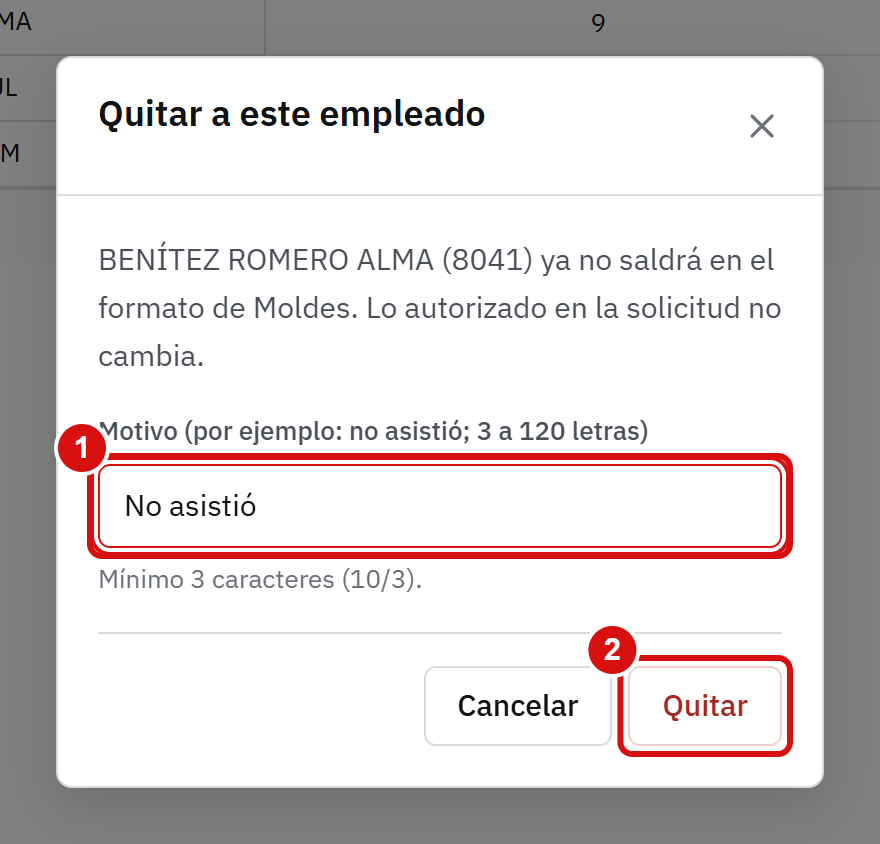 MA
9
JL
M
Quitar a este empleado
BENÍTEZ ROMERO ALMA (8041) ya no saldrá en el
formato de Moldes. Lo autorizado en la solicitud no
cambia.
1
Motivo (por ejemplo: no asistió; 3 a 120 letras)
No asistió
Mínimo 3 caracteres (10/3).
2
Cancelar
Quitar